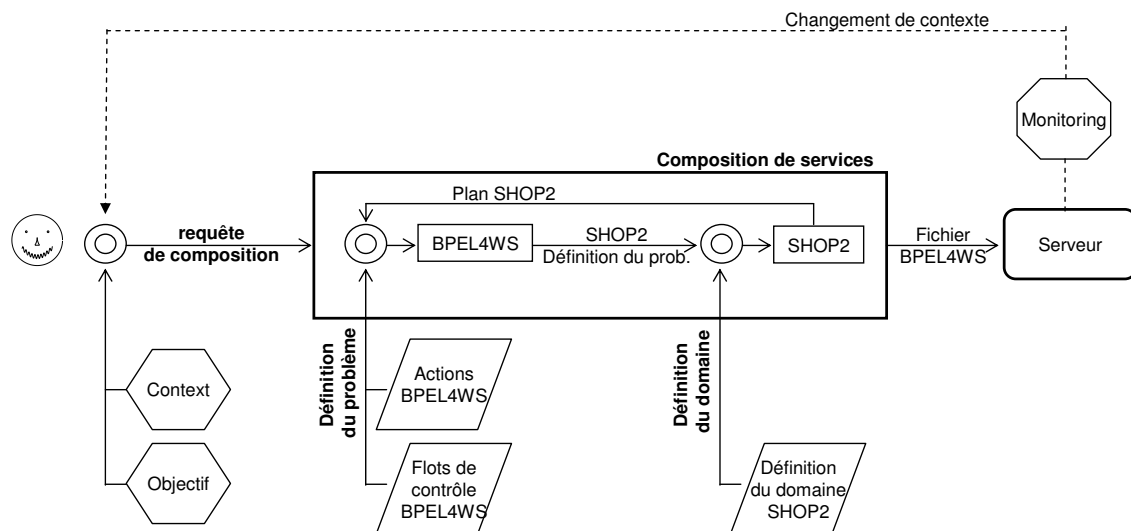 Changement de contexte
Monitoring
Composition de services
Plan SHOP2
requête
de composition
BPEL4WS
SHOP2
Définition du prob.
SHOP2
Fichier
BPEL4WS
Serveur
Définition
du problème
Définition
du domaine
Context
Actions
BPEL4WS
Objectif
Flots de
contrôle
BPEL4WS
Définition
du domaine
SHOP2